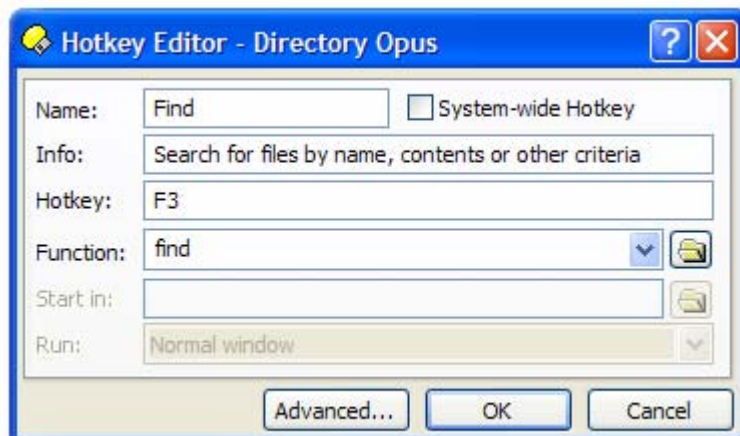 Hotkey Editor - Directory Opus
Name: Find System-wide Hotkey
Info: Search for files by name, contents or other criteria
Hotkey: F3
Function: find
Start in:
Run: Normal window
Advanced... OK Cancel